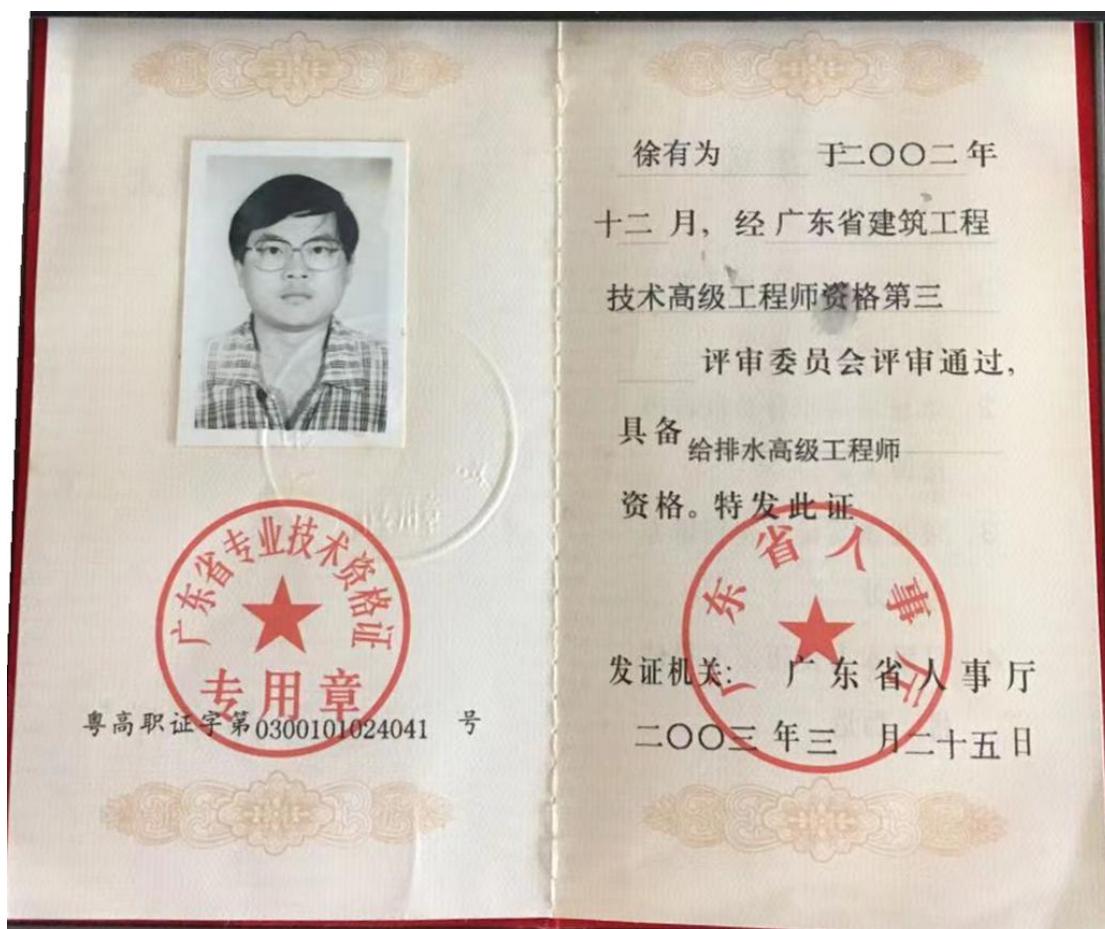 广东省专业技术资格证
专用章
粤高职证字第0300101024041 号
徐有为 于二〇〇二年
十二月，经广东省建筑工程
技术高级工程师资格第三
评审委员会评审通过，
具备给排水高级工程师
资格。特发此证
广东省人事厅
发证机关：广东省人事厅
二〇〇三年三月二十五日